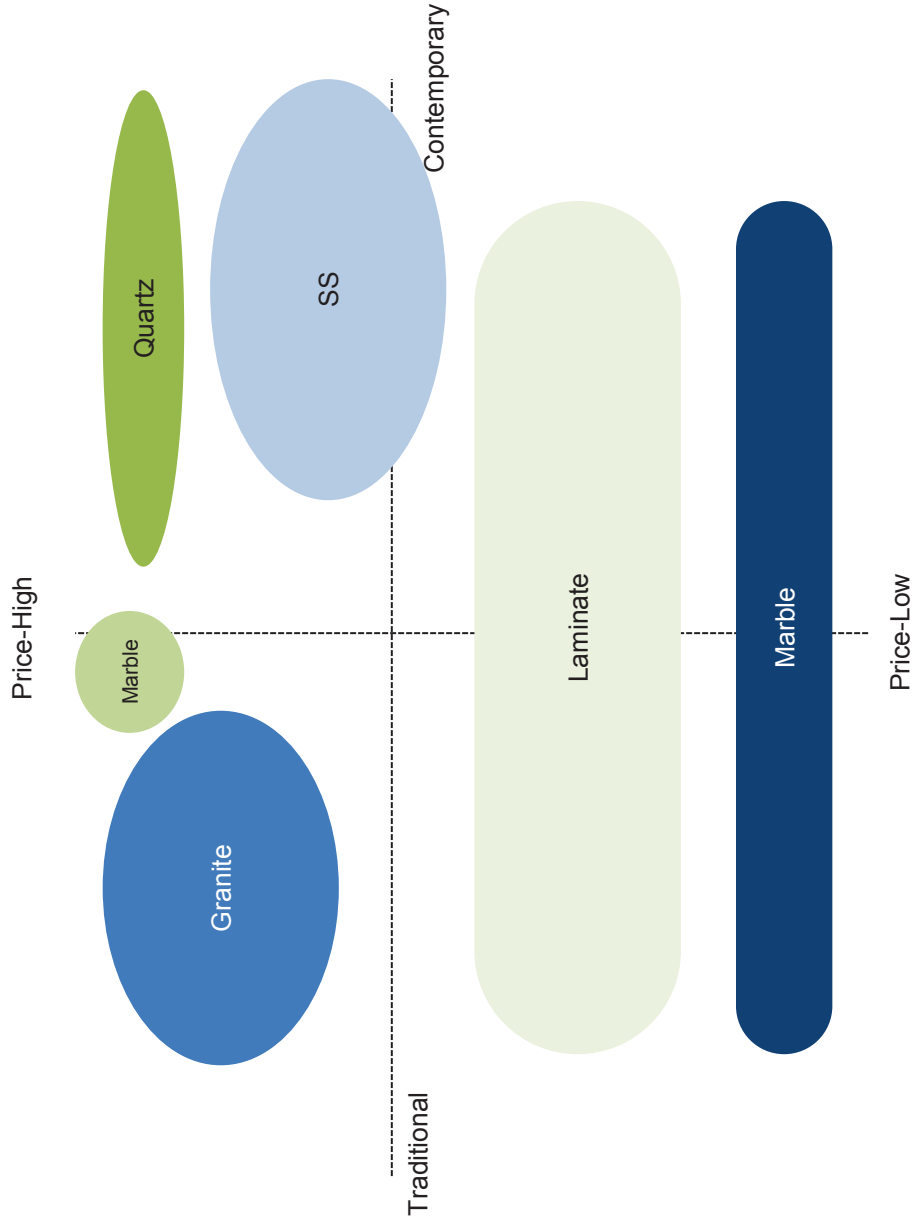 Price-High
Marble
Quartz
Granite
SS
Traditional
Contemporary
Laminate
Marble
Price-Low